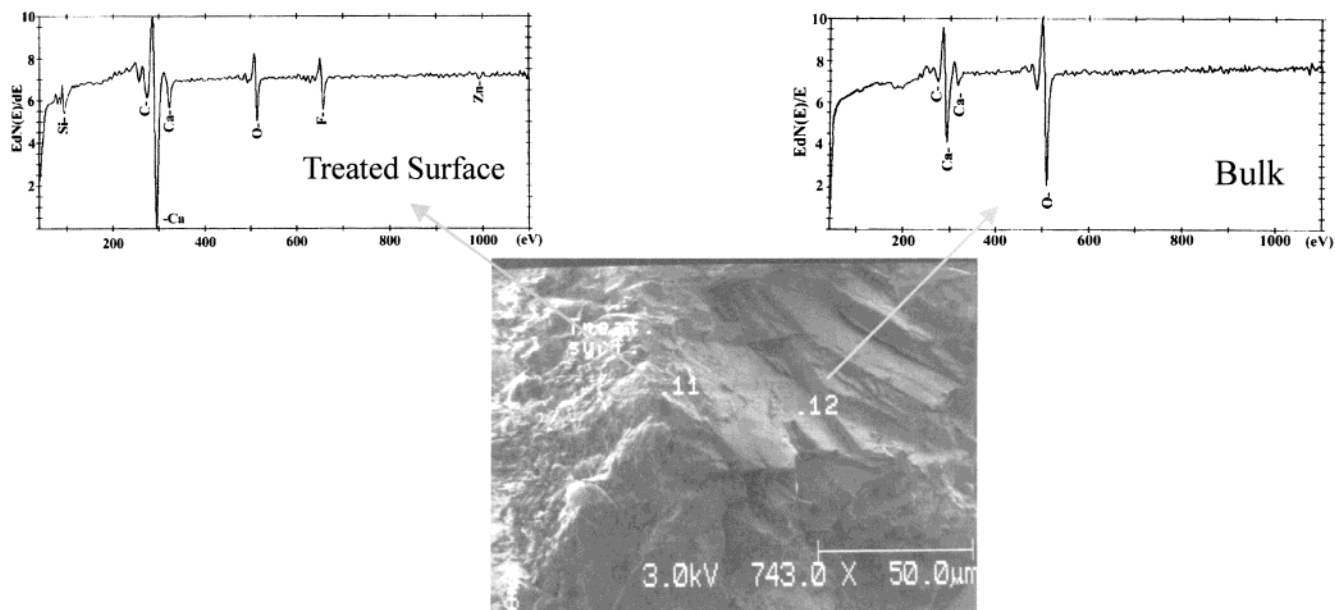 10
8
6
4
2
EdN(E)/dE
Si-
C-
Ca-
-Ca
O-
F-
Zn-
Treated Surface
200
400
600
800
1000
(eV)
10
8
6
4
2
EdN(E)/E
C-
Ca-
Ca-
O-
Bulk
200
400
600
800
1000
(eV)
Treat.
surf.
11
.12
3.0kV 743.0 X 50.0µm